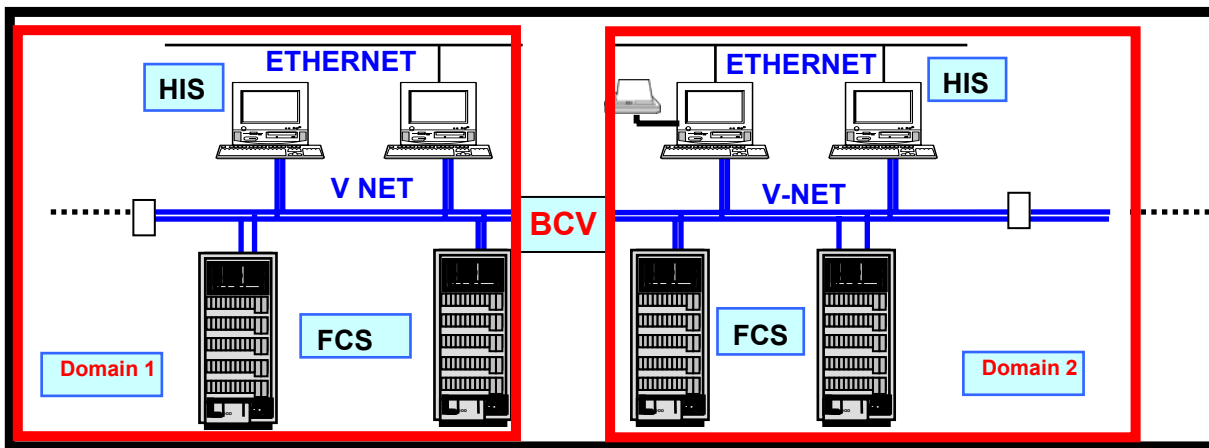 ETHERNET
HIS
V NET
FCS
Domain 1
BCV
ETHERNET
HIS
V-NET
FCS
Domain 2